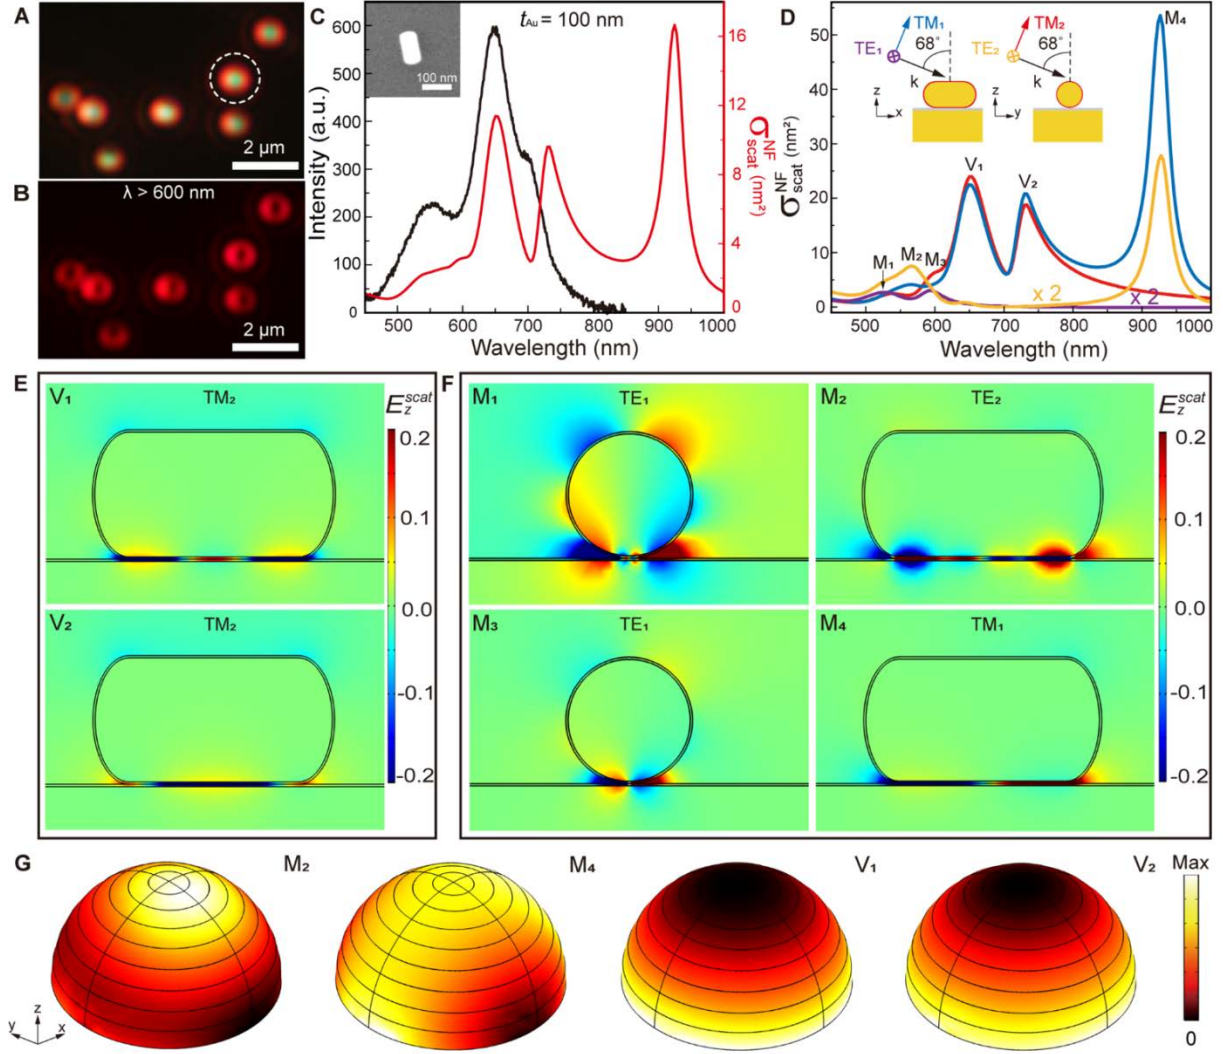 A
2 μm
B
λ > 600 nm
2 μm
C
t_Au = 100 nm
100 nm
Intensity (a.u.)
600
500
400
300
200
100
0
500 600 700 800 900 1000
Wavelength (nm)
16
12
8
4
0
σ^NF_scat (nm²)
D
TM₁
TE₁
68°
k
z
x
TM₂
TE₂
68°
k
z
y
M₄
V₁
V₂
M₁
M₂
M₃
x 2
x 2
σ^NF_scat (nm²)
50
40
30
20
10
0
500 600 700 800 900 1000
Wavelength (nm)
E
V₁
TM₂
V₂
TM₂
E_z^scat
0.2
0.1
0.0
-0.1
-0.2
F
M₁
TE₁
M₂
TE₂
M₃
TE₁
M₄
TM₁
E_z^scat
0.2
0.1
0.0
-0.1
-0.2
G
M₂
M₄
V₁
V₂
Max
0
z
y
x